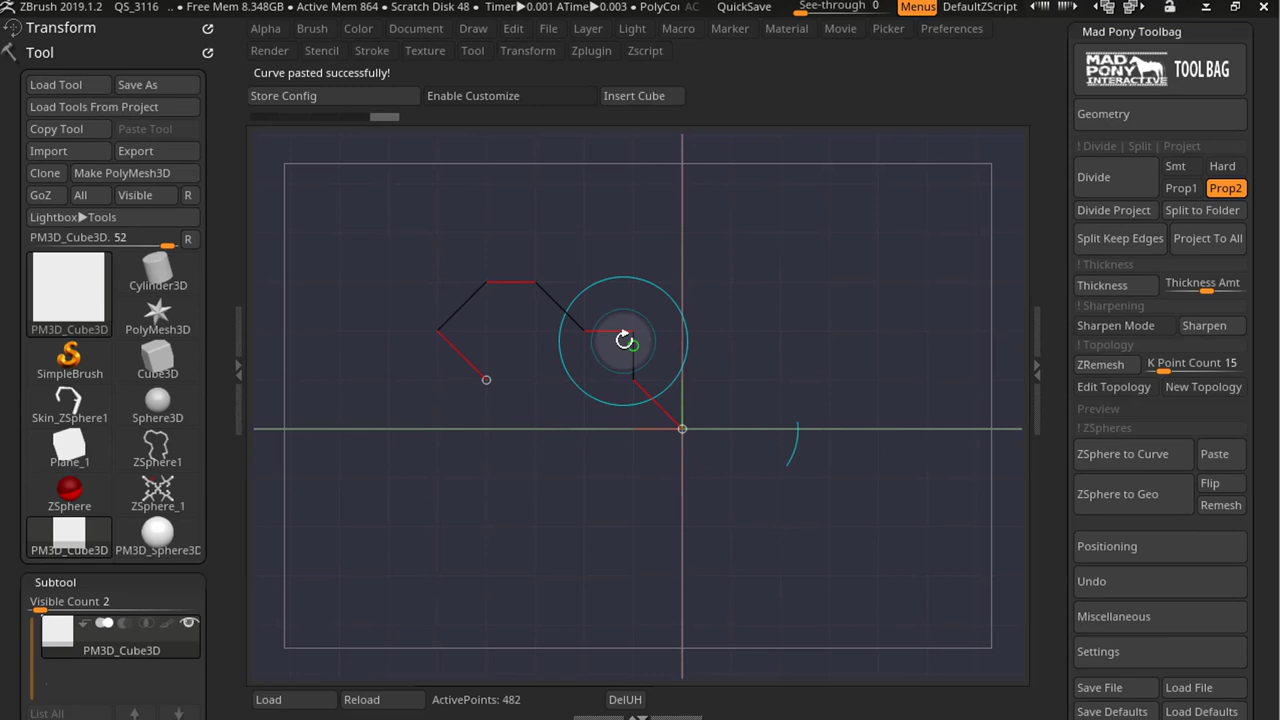 ZBrush 2019.1.2 QS_3116 • Free Mem 8.348GB • Active Mem 864 • Scratch Disk 48 • Timer▶0.001 ATime▶0.003 • PolyCo AC QuickSave See-through 0 Menus DefaultZScript
Transform
Tool
Load Tool Save As
Load Tools From Project
Copy Tool Paste Tool
Import Export
Clone Make PolyMesh3D
GoZ All Visible R
Lightbox▶Tools
PM3D_Cube3D. 52 R
PM3D_Cube3D
Cylinder3D
PolyMesh3D
SimpleBrush Cube3D
Skin_ZSphere1 Sphere3D
Plane_1 ZSphere1
ZSphere ZSphere_1
PM3D_Cube3D PM3D_Sphere3D
Subtool
Visible Count 2
PM3D_Cube3D
List All
Alpha Brush Color Document Draw Edit File Layer Light Macro Marker Material Movie Picker Preferences
Render Stencil Stroke Texture Tool Transform Zplugin Zscript
Curve pasted successfully!
Store Config Enable Customize Insert Cube
Load Reload ActivePoints: 482 DelUH
Mad Pony Toolbag
MAD PONY INTERACTIVE TOOL BAG
Geometry
! Divide | Split | Project
Divide Smt Hard
Prop1 Prop2
Divide Project Split to Folder
Split Keep Edges Project To All
! Thickness
Thickness Thickness Amt
! Sharpening
Sharpen Mode Sharpen
! Topology
ZRemesh K Point Count 15
Edit Topology New Topology
Preview
! ZSpheres
ZSphere to Curve Paste
ZSphere to Geo Flip
Remesh
Positioning
Undo
Miscellaneous
Settings
Save File Load File
Save Defaults Load Defaults